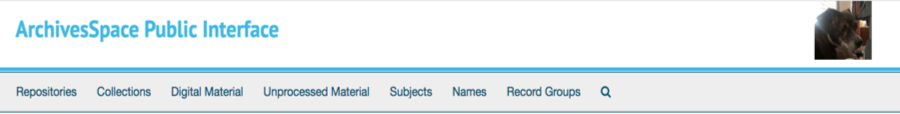 ArchivesSpace Public Interface
Repositories Collections Digital Material Unprocessed Material Subjects Names Record Groups